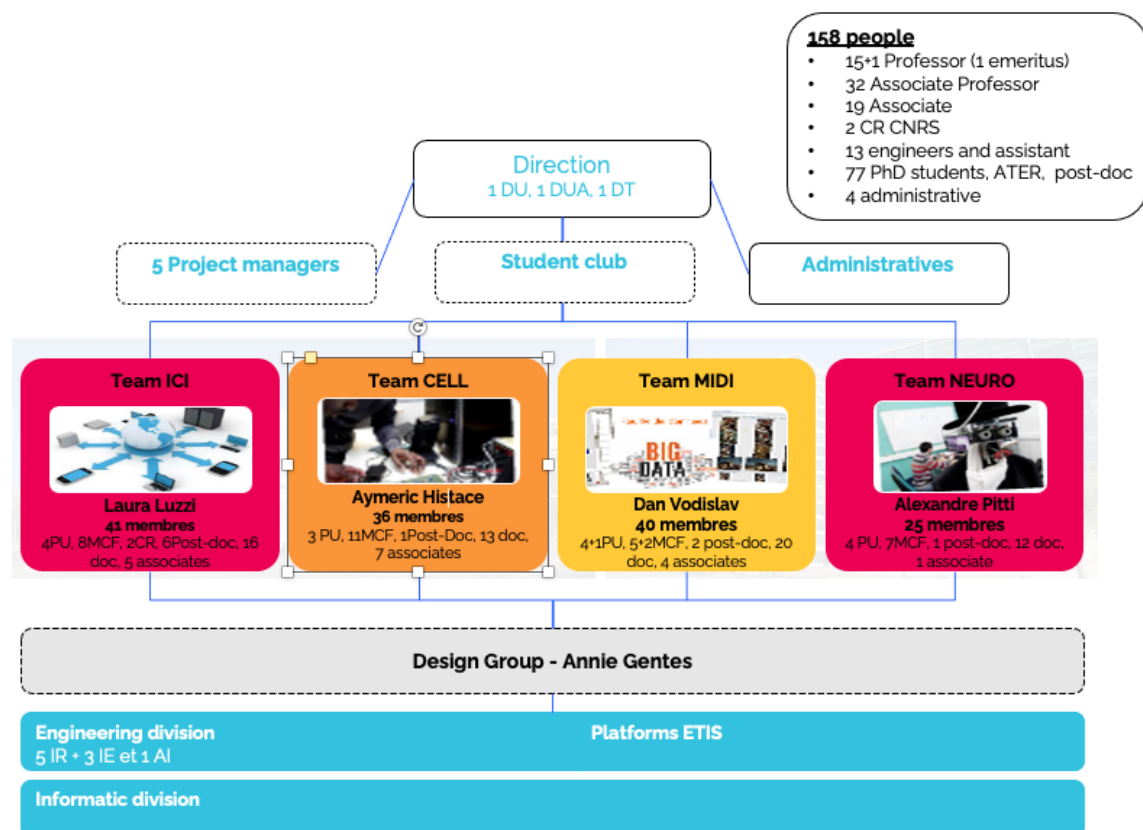 158 people
• 15+1 Professor (1 emeritus)
• 32 Associate Professor
• 19 Associate
• 2 CR CNRS
• 13 engineers and assistant
• 77 PhD students, ATER, post-doc
• 4 administrative
Direction
1 DU, 1 DUA, 1 DT
5 Project managers
Student club
Administratives
Team ICI
Laura Luzzi
41 membres
4PU, 8MCF, 2CR, 6Post-doc, 16
doc, 5 associates
Team CELL
Aymeric Histace
36 membres
3 PU, 11MCF, 1Post-Doc, 13 doc,
7 associates
Team MIDI
BIG
DATA
Dan Vodislav
40 membres
4+1PU, 5+2MCF, 2 post-doc, 20
doc, 4 associates
Team NEURO
Alexandre Pitti
25 membres
4 PU, 7MCF, 1 post-doc, 12 doc,
1 associate
Design Group - Annie Gentes
Engineering division
5 IR + 3 IE et 1 AI
Platforms ETIS
Informatic division